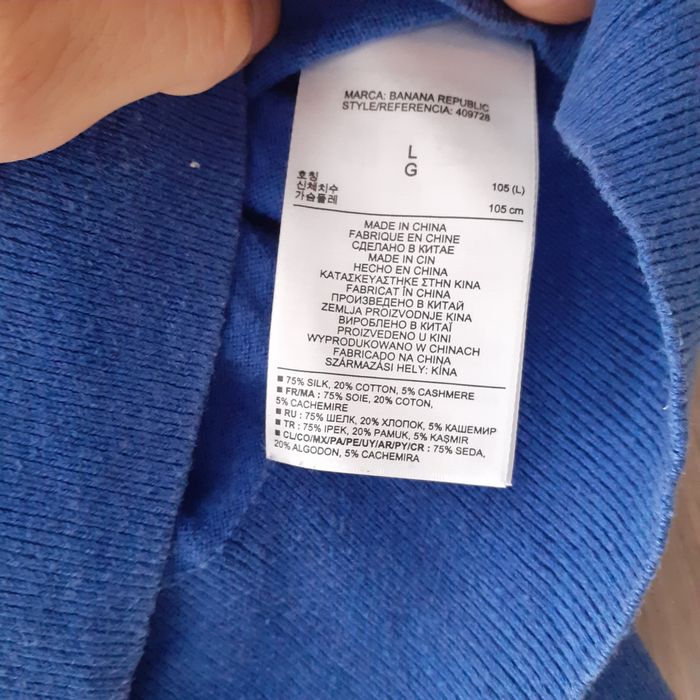 MARCA: BANANA REPUBLIC
STYLE/REFERENCIA: 409728
L
G
호칭
신체치수 105 (L)
가슴둘레 105 cm
MADE IN CHINA
FABRIQUE EN CHINE
СДЕЛАНО В КИТАЕ
MADE IN CIN
HECHO EN CHINA
ΚΑΤΑΣΚΕΥΑΣΤΗΚΕ ΣΤΗΝ ΚΙΝΑ
FABRICAT ÎN CHINA
ПРОИЗВЕДЕНО В КИТАЙ
ZEMLJA PROIZVODNJE KINA
ВИРОБЛЕНО В КИТАЇ
PROIZVEDENO U KINI
WYPRODUKOWANO W CHINACH
FABRICADO NA CHINA
SZÁRMAZÁSI HELY: KÍNA
■ 75% SILK, 20% COTTON, 5% CASHMERE
■ FR/MA : 75% SOIE, 20% COTON,
5% CACHEMIRE
■ RU : 75% ШЕЛК, 20% ХЛОПОК, 5% КАШЕМИР
■ TR : 75% IPEK, 20% PAMUK, 5% KAŞMIR
■ CL/CO/MX/PA/PE/UY/AR/PY/CR : 75% SEDA,
20% ALGODON, 5% CACHEMIRA